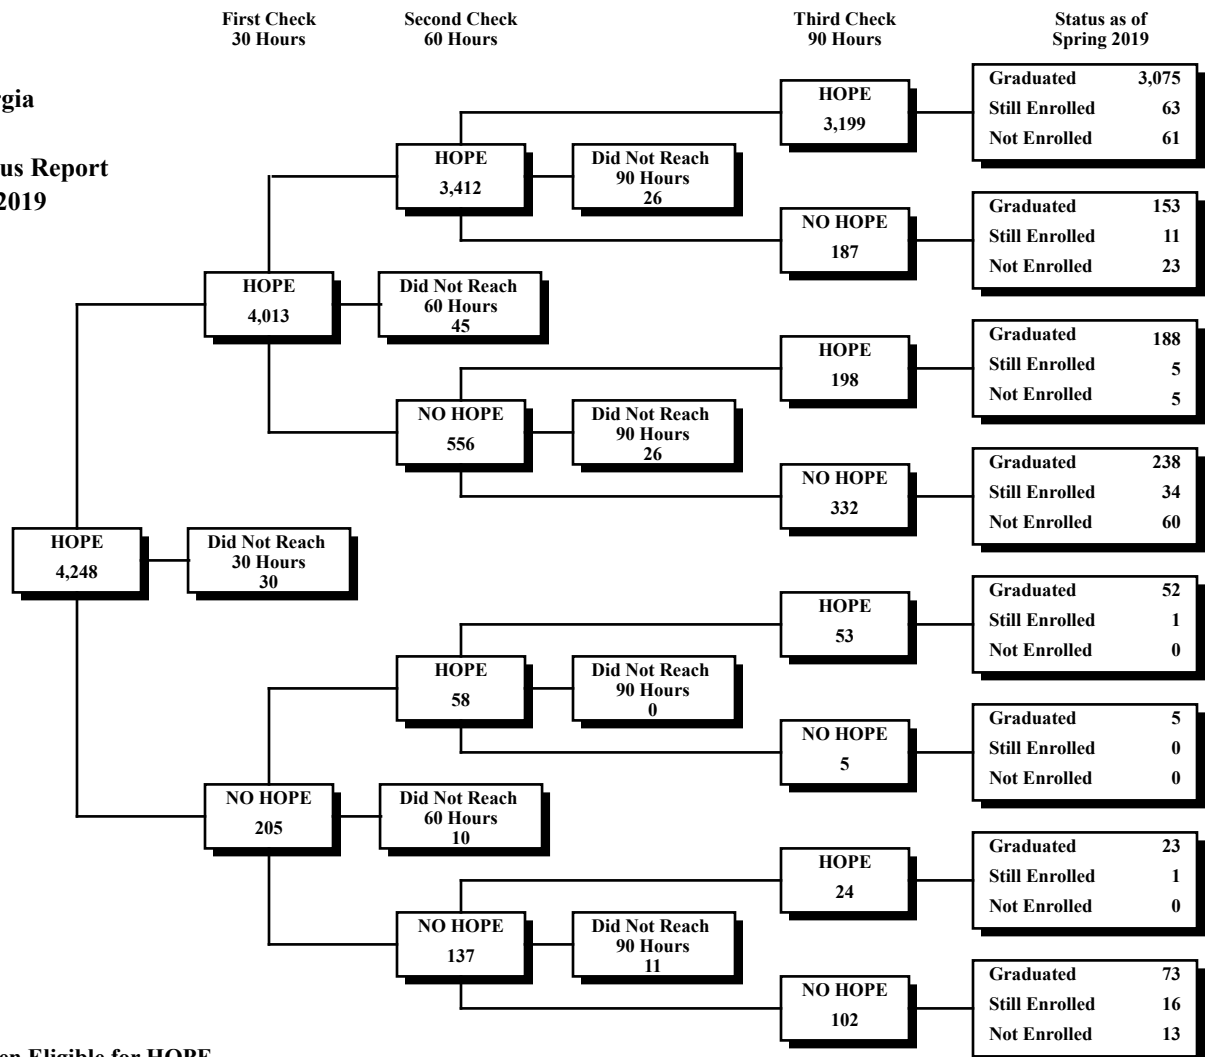 First Check
30 Hours
Second Check
60 Hours
Third Check
90 Hours
Status as of
Spring 2019
rgia
us Report
2019
HOPE
3,199
Graduated 3,075
Still Enrolled 63
Not Enrolled 61
HOPE
3,412
Did Not Reach
90 Hours
26
NO HOPE
187
Graduated 153
Still Enrolled 11
Not Enrolled 23
HOPE
4,013
Did Not Reach
60 Hours
45
HOPE
198
Graduated 188
Still Enrolled 5
Not Enrolled 5
NO HOPE
556
Did Not Reach
90 Hours
26
NO HOPE
332
Graduated 238
Still Enrolled 34
Not Enrolled 60
HOPE
4,248
Did Not Reach
30 Hours
30
HOPE
53
Graduated 52
Still Enrolled 1
Not Enrolled 0
HOPE
58
Did Not Reach
90 Hours
0
NO HOPE
5
Graduated 5
Still Enrolled 0
Not Enrolled 0
NO HOPE
205
Did Not Reach
60 Hours
10
HOPE
24
Graduated 23
Still Enrolled 1
Not Enrolled 0
NO HOPE
137
Did Not Reach
90 Hours
11
NO HOPE
102
Graduated 73
Still Enrolled 16
Not Enrolled 13
en Eligible for HOPE